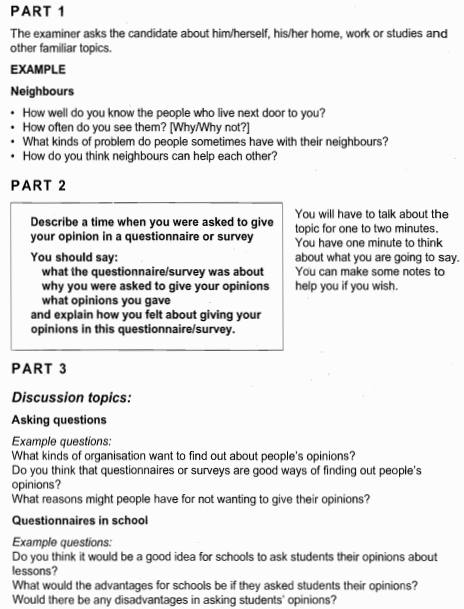 PART 1
The examiner asks the candidate about him/herself, his/her home, work or studies and
other familiar topics.
EXAMPLE
Neighbours
• How well do you know the people who live next door to you?
• How often do you see them? [Why/Why not?]
• What kinds of problem do people sometimes have with their neighbours?
• How do you think neighbours can help each other?
PART 2
Describe a time when you were asked to give
your opinion in a questionnaire or survey
You should say:
what the questionnaire/survey was about
why you were asked to give your opinions
what opinions you gave
and explain how you felt about giving your
opinions in this questionnaire/survey.
You will have to talk about the
topic for one to two minutes.
You have one minute to think
about what you are going to say.
You can make some notes to
help you if you wish.
PART 3
Discussion topics:
Asking questions
Example questions:
What kinds of organisation want to find out about people's opinions?
Do you think that questionnaires or surveys are good ways of finding out people's
opinions?
What reasons might people have for not wanting to give their opinions?
Questionnaires in school
Example questions:
Do you think it would be a good idea for schools to ask students their opinions about
lessons?
What would the advantages for schools be if they asked students their opinions?
Would there be any disadvantages in asking students' opinions?